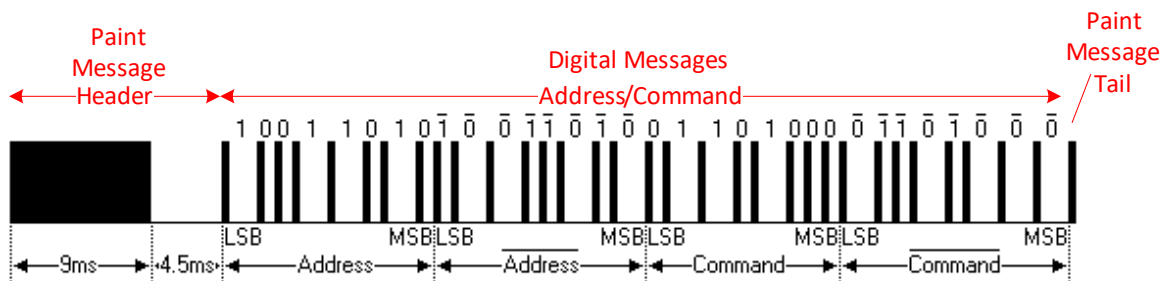 Paint
Message
Header
Digital Messages
Address/Command
Paint
Message
Tail
1 0 0 1 1 0 1 0 1̅ 0̅ 0̅ 1̅ 1̅ 0̅ 1̅ 0̅ 0 1 1 0 1 0 0 0 0̅ 1̅ 1̅ 0̅ 1̅ 0̅ 0̅ 0̅
LSB MSB LSB MSB LSB MSB LSB MSB
9ms 4.5ms Address A̅d̅d̅r̅e̅s̅s̅ Command C̅o̅m̅m̅a̅n̅d̅